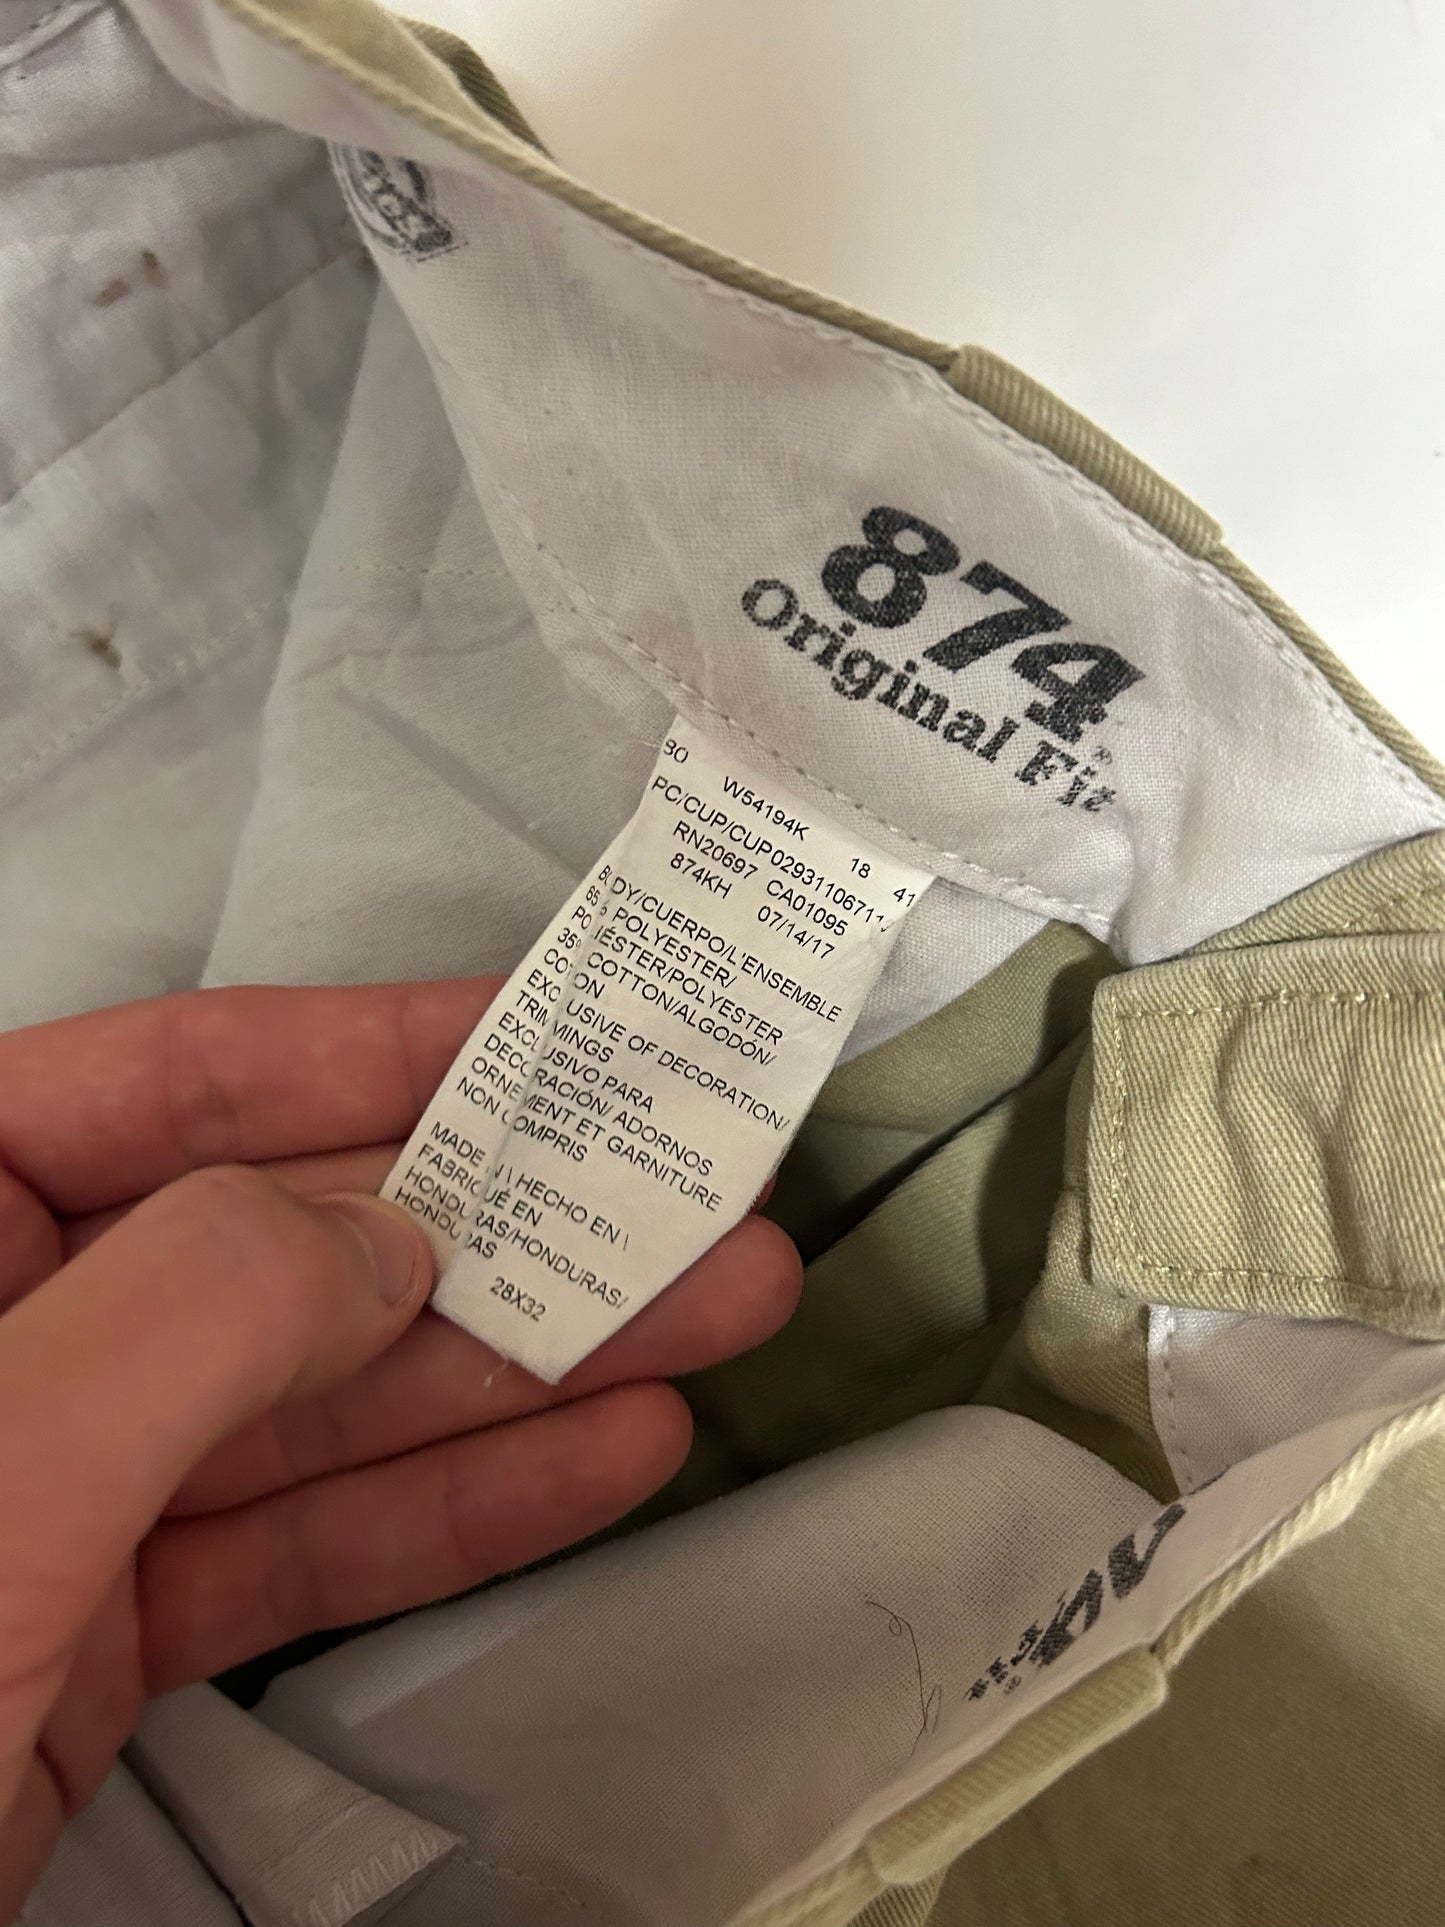 874®
Original Fit
W54194K 18 41
PC/CUP/CUP
RN20697 CA01095
874KH 07/14/17
BODY/CUERPO/L'ENSEMBLE
65% POLYESTER/
POLIÉSTER/POLYESTER
35% COTTON/ALGODÓN/
COTON
EXCLUSIVE OF DECORATION/
TRIMMINGS
EXCLUSIVO PARA
DECORACIÓN/ ADORNOS
ORNEMENT ET GARNITURE
NON COMPRIS
MADE IN \ HECHO EN \
FABRIQUÉ EN
HONDURAS/HONDURAS/
HONDURAS
28X32